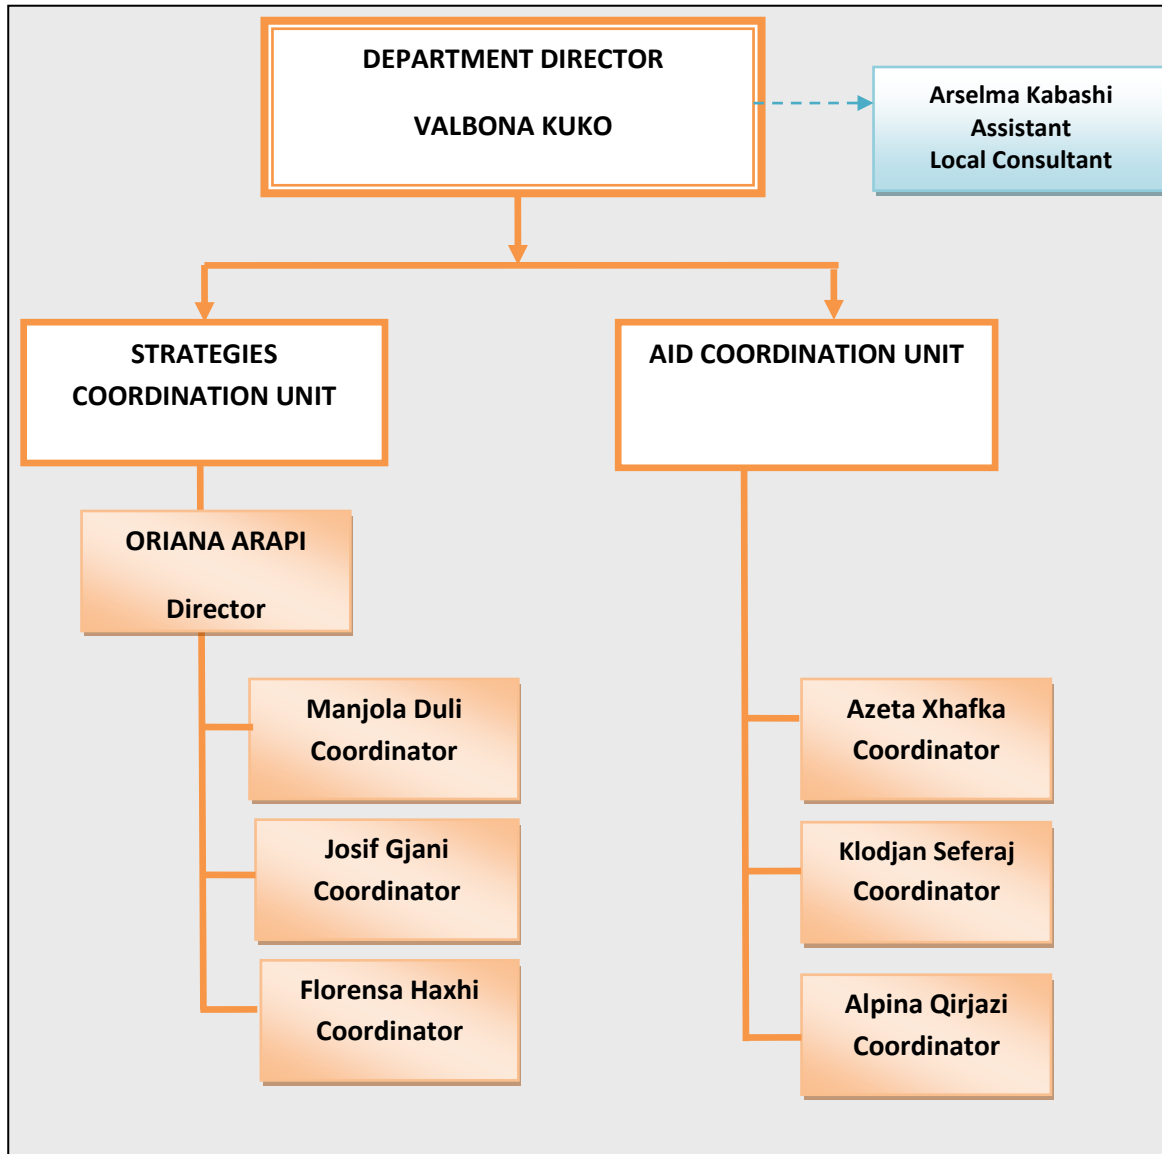 DEPARTMENT DIRECTOR
VALBONA KUKO
Arselma Kabashi
Assistant
Local Consultant
STRATEGIES
COORDINATION UNIT
AID COORDINATION UNIT
ORIANA ARAPI
Director
Manjola Duli
Coordinator
Josif Gjani
Coordinator
Florensa Haxhi
Coordinator
Azeta Xhafka
Coordinator
Klodjan Seferaj
Coordinator
Alpina Qirjazi
Coordinator